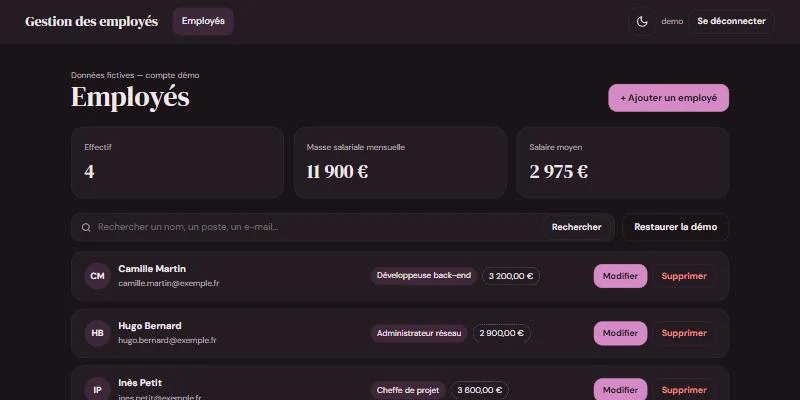 Gestion des employés Employés demo Se déconnecter
Données fictives — compte démo
Employés
+ Ajouter un employé
Effectif Masse salariale mensuelle Salaire moyen
4 11 900 € 2 975 €
Rechercher un nom, un poste, un e-mail... Rechercher Restaurer la démo
CM Camille Martin Développeuse back-end 3 200,00 € Modifier Supprimer
camille.martin@exemple.fr
HB Hugo Bernard Administrateur réseau 2 900,00 € Modifier Supprimer
hugo.bernard@exemple.fr
IP Inès Petit Cheffe de projet 3 600,00 € Modifier Supprimer
ines.petit@exemple.fr